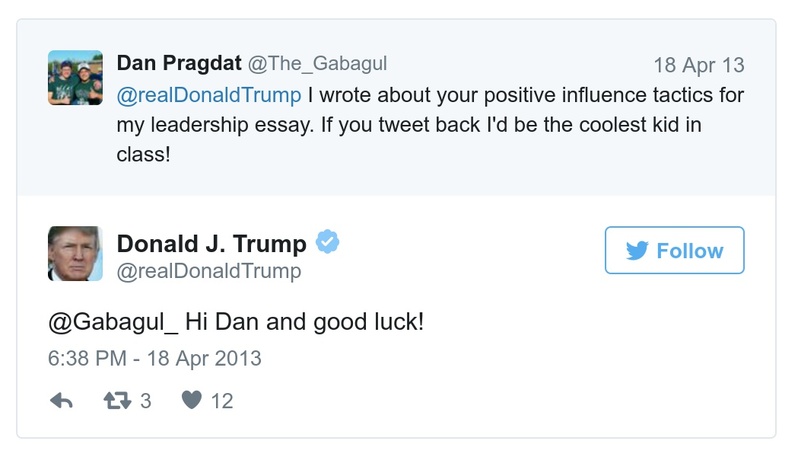 Dan Pragdat @The_Gabagul 18 Apr 13
@realDonaldTrump I wrote about your positive influence tactics for
my leadership essay. If you tweet back I'd be the coolest kid in
class!
Donald J. Trump
@realDonaldTrump
Follow
@Gabagul_ Hi Dan and good luck!
6:38 PM - 18 Apr 2013
3 12